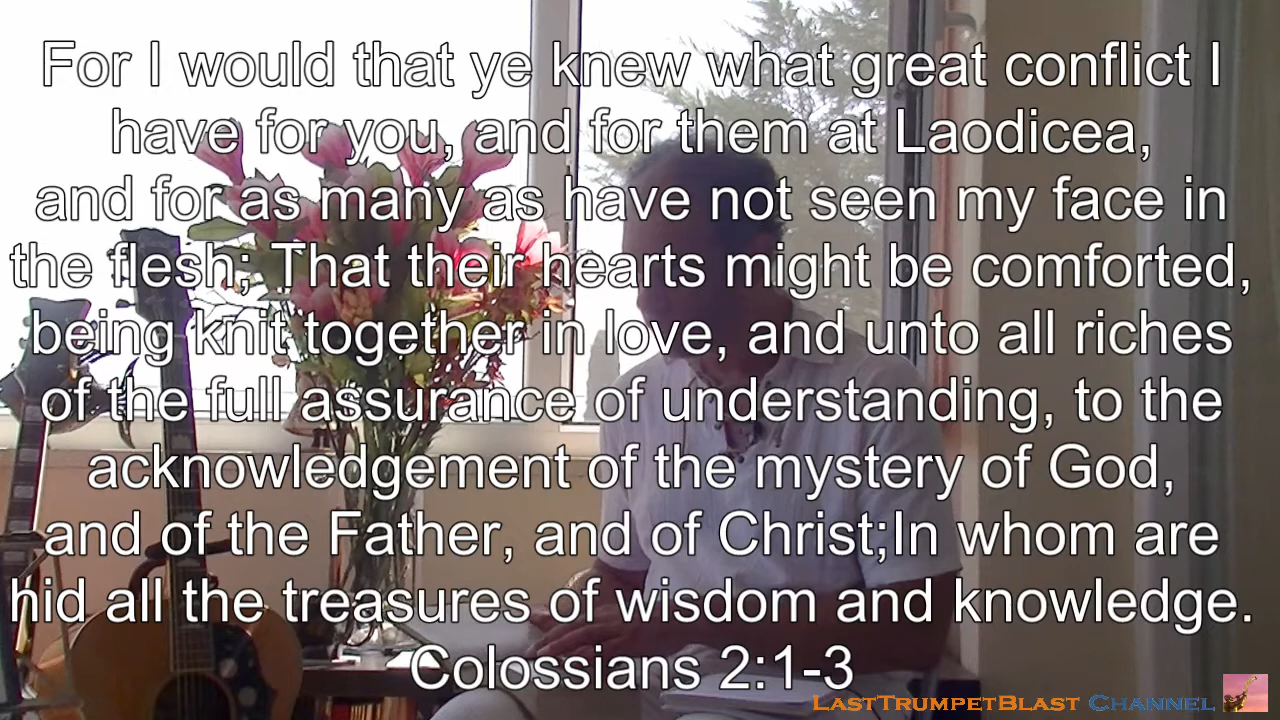 For I would that ye knew what great conflict I
have for you, and for them at Laodicea,
and for as many as have not seen my face in
the flesh; That their hearts might be comforted,
being knit together in love, and unto all riches
of the full assurance of understanding, to the
acknowledgement of the mystery of God,
and of the Father, and of Christ;In whom are
hid all the treasures of wisdom and knowledge.
Colossians 2:1-3
LastTrumpetBlast Channel